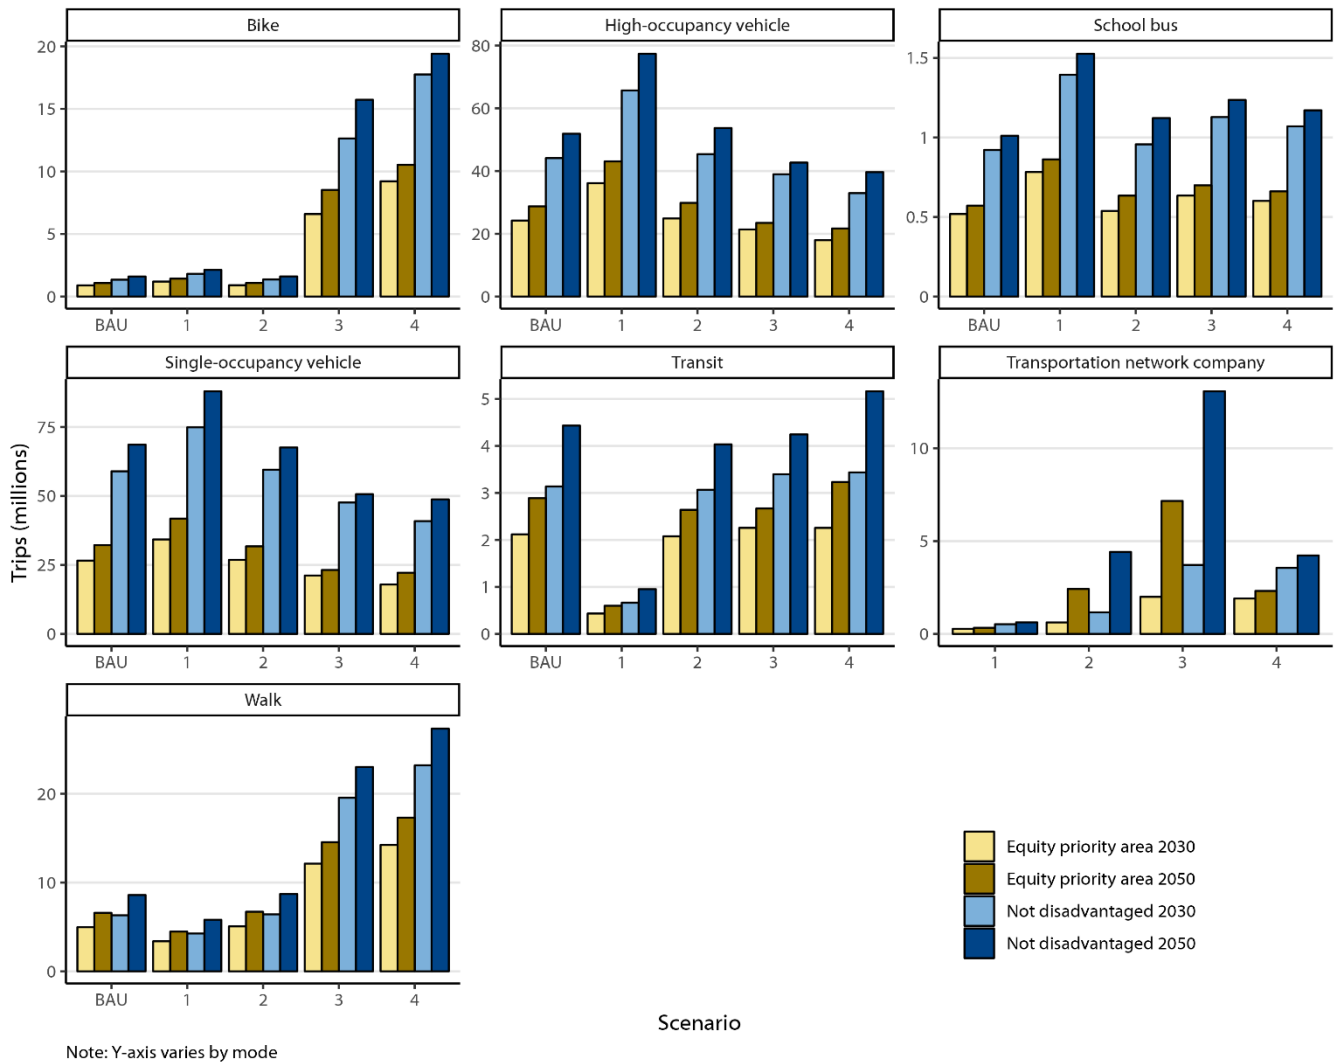 Bike
High-occupancy vehicle
School bus
20
15
10
5
0
BAU 1 2 3 4
80
60
40
20
0
BAU 1 2 3 4
1.5
1
0.5
0
BAU 1 2 3 4
Single-occupancy vehicle
Transit
Transportation network company
Trips (millions)
75
50
25
0
BAU 1 2 3 4
5
4
3
2
1
0
BAU 1 2 3 4
10
5
0
1 2 3 4
Walk
20
10
0
BAU 1 2 3 4
Equity priority area 2030
Equity priority area 2050
Not disadvantaged 2030
Not disadvantaged 2050
Scenario
Note: Y-axis varies by mode